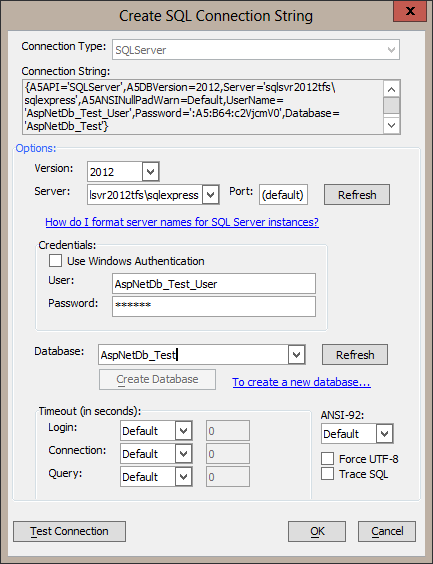 Create SQL Connection String
x
Connection Type: SQLServer
Connection String:
{A5API='SQLServer',A5DBVersion=2012,Server='sqlsvr2012tfs\
sqlexpress',A5ANSINullPadWarn=Default,UserName=
'AspNetDb_Test_User',Password=':A5:B64:c2VjcmV0',Database=
'AspNetDb_Test'}
Options:
Version: 2012
Server: lsvr2012tfs\sqlexpress Port: (default) Refresh
How do I format server names for SQL Server instances?
Credentials:
Use Windows Authentication
User: AspNetDb_Test_User
Password: ******
Database: AspNetDb_Test Refresh
Create Database To create a new database...
Timeout (in seconds): ANSI-92:
Login: Default 0 Default
Connection: Default 0 Force UTF-8
Query: Default 0 Trace SQL
Test Connection OK Cancel